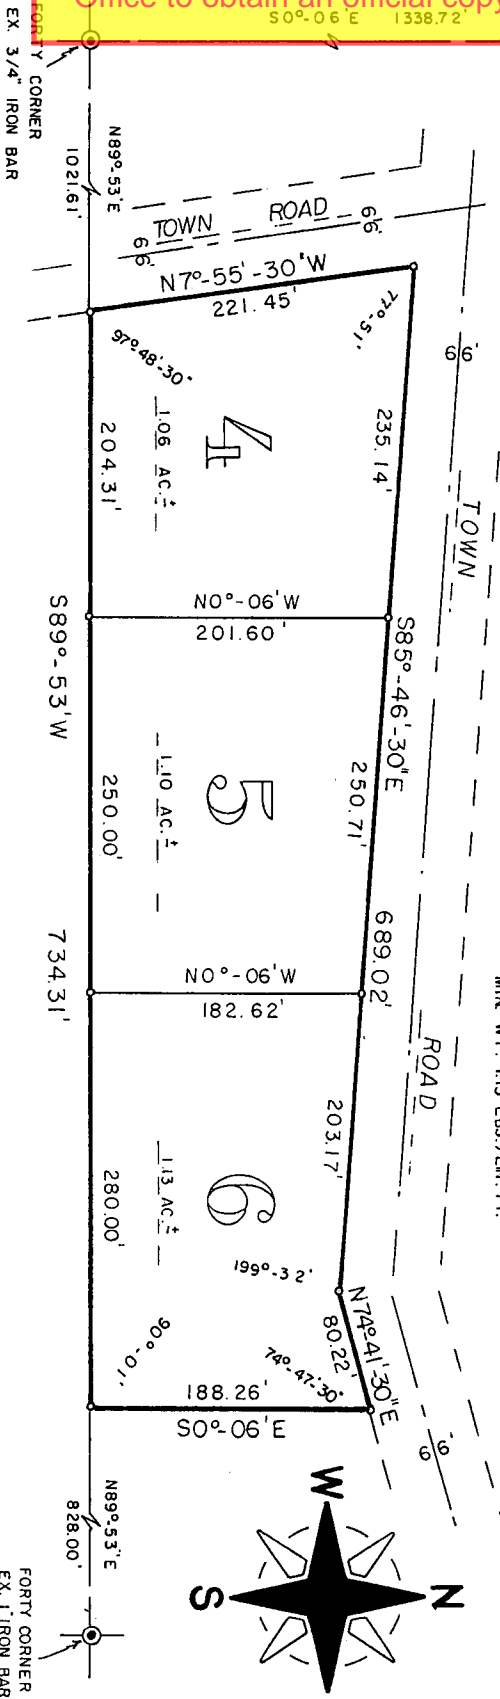 Office to obtain an official copy
S0°-06'E 1338.72'
FORTY CORNER
EX. 3/4" IRON BAR
N89°-53'E
1021.61'
TOWN ROAD
66'
66'
N7°-55'-30"W
221.45'
77°-51'
97°-48'-30"
66'
235.14'
4
1.06 AC.±
204.31'
TOWN
N0°-06'W
201.60'
S85°-46'-30"E
689.02'
S89°-53'W
734.31'
250.71'
5
1.10 AC.±
250.00'
N0°-06'W
182.62'
ROAD
203.17'
6
1.13 AC.±
280.00'
199°-32'
N74°-41'-30"E
80.22'
74°-47'-30"
90°-01'
188.26'
S0°-06'E
66'
N89°-53'E
828.00'
W
N
S
E
FORTY CORNER
EX. 1" IRON BAR